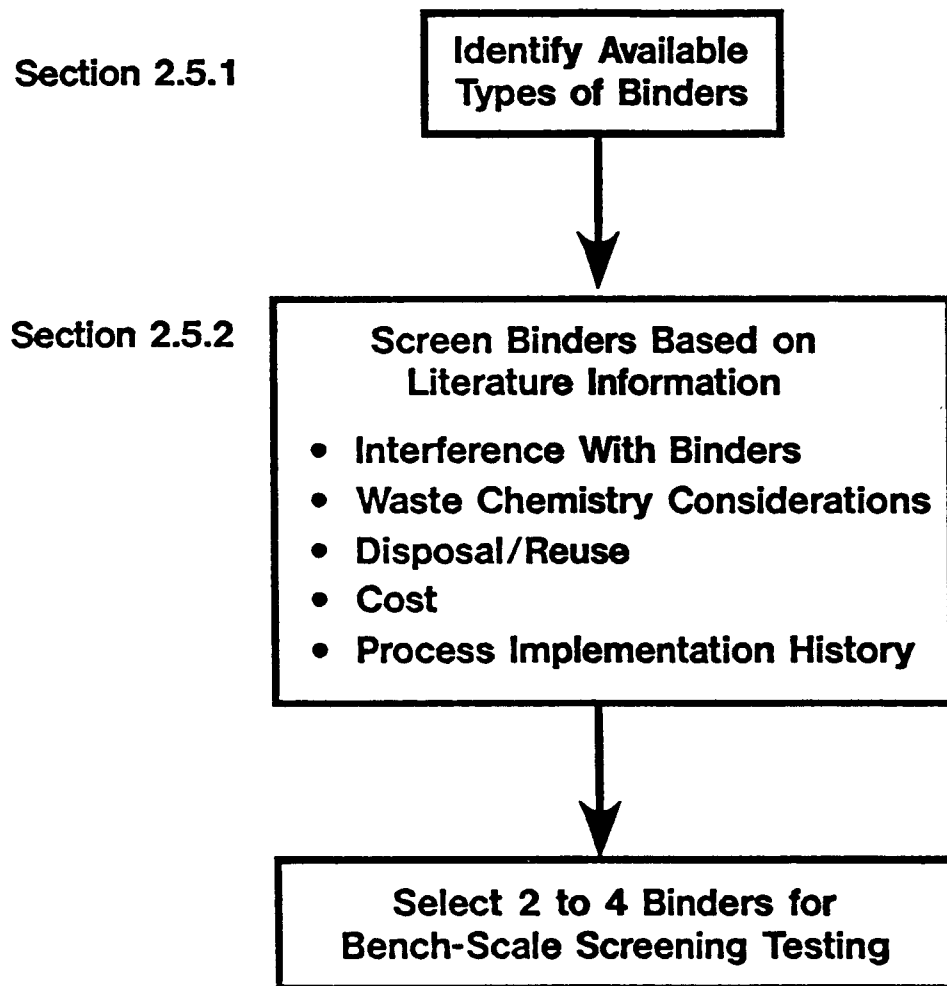 Section 2.5.1
Identify Available
Types of Binders
Section 2.5.2
Screen Binders Based on
Literature Information
• Interference With Binders
• Waste Chemistry Considerations
• Disposal/Reuse
• Cost
• Process Implementation History
Select 2 to 4 Binders for
Bench-Scale Screening Testing